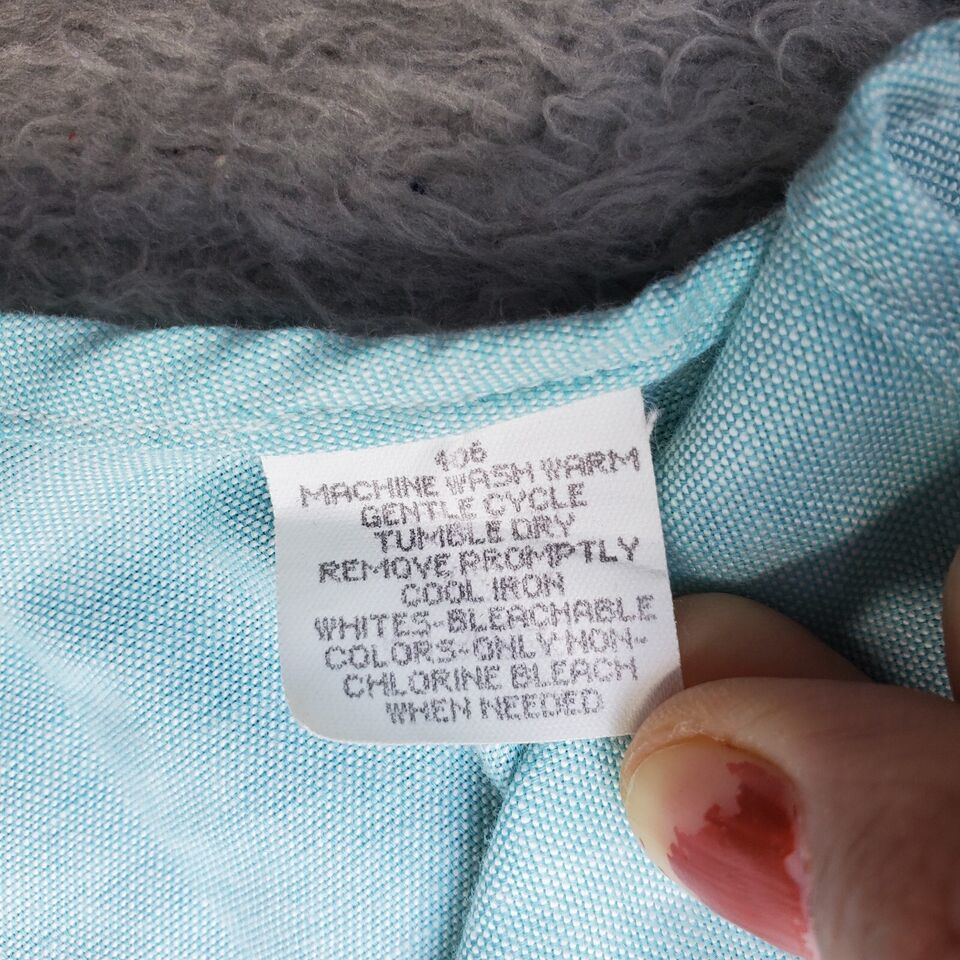 106
MACHINE WASH WARM
GENTLE CYCLE
TUMBLE DRY
REMOVE PROMPTLY
COOL IRON
WHITES-BLEACHABLE
COLORS-ONLY NON-
CHLORINE BLEACH
WHEN NEEDED